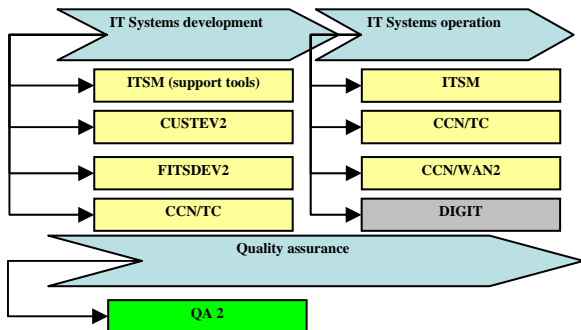 IT Systems development
IT Systems operation
ITSM (support tools)
ITSM
CUSTEV2
CCN/TC
FITSDEV2
CCN/WAN2
CCN/TC
DIGIT
Quality assurance
QA 2